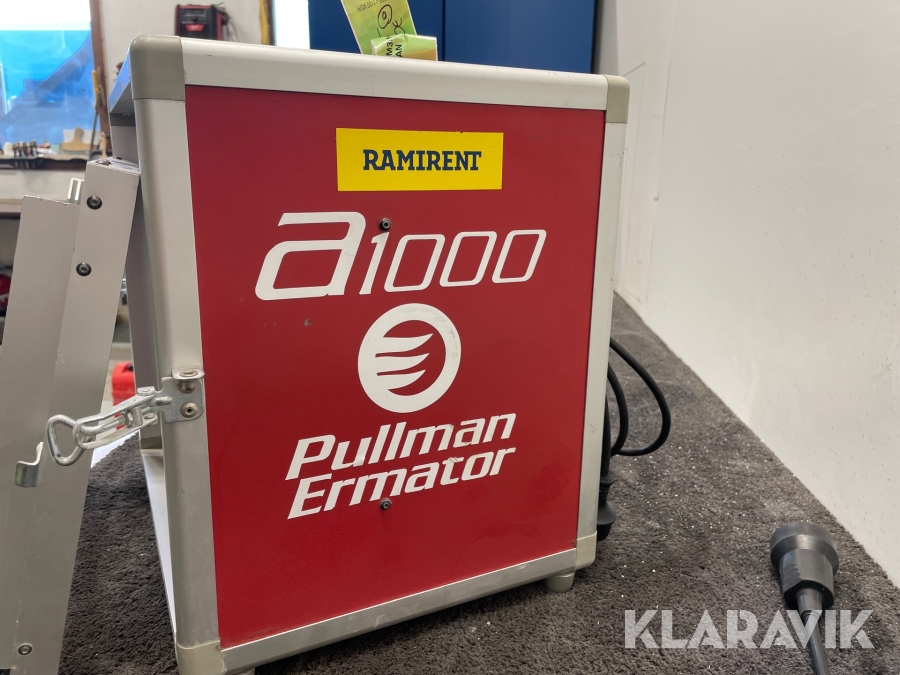 RAMIRENT
a1000
Pullman
Ermator
KLARAVIK